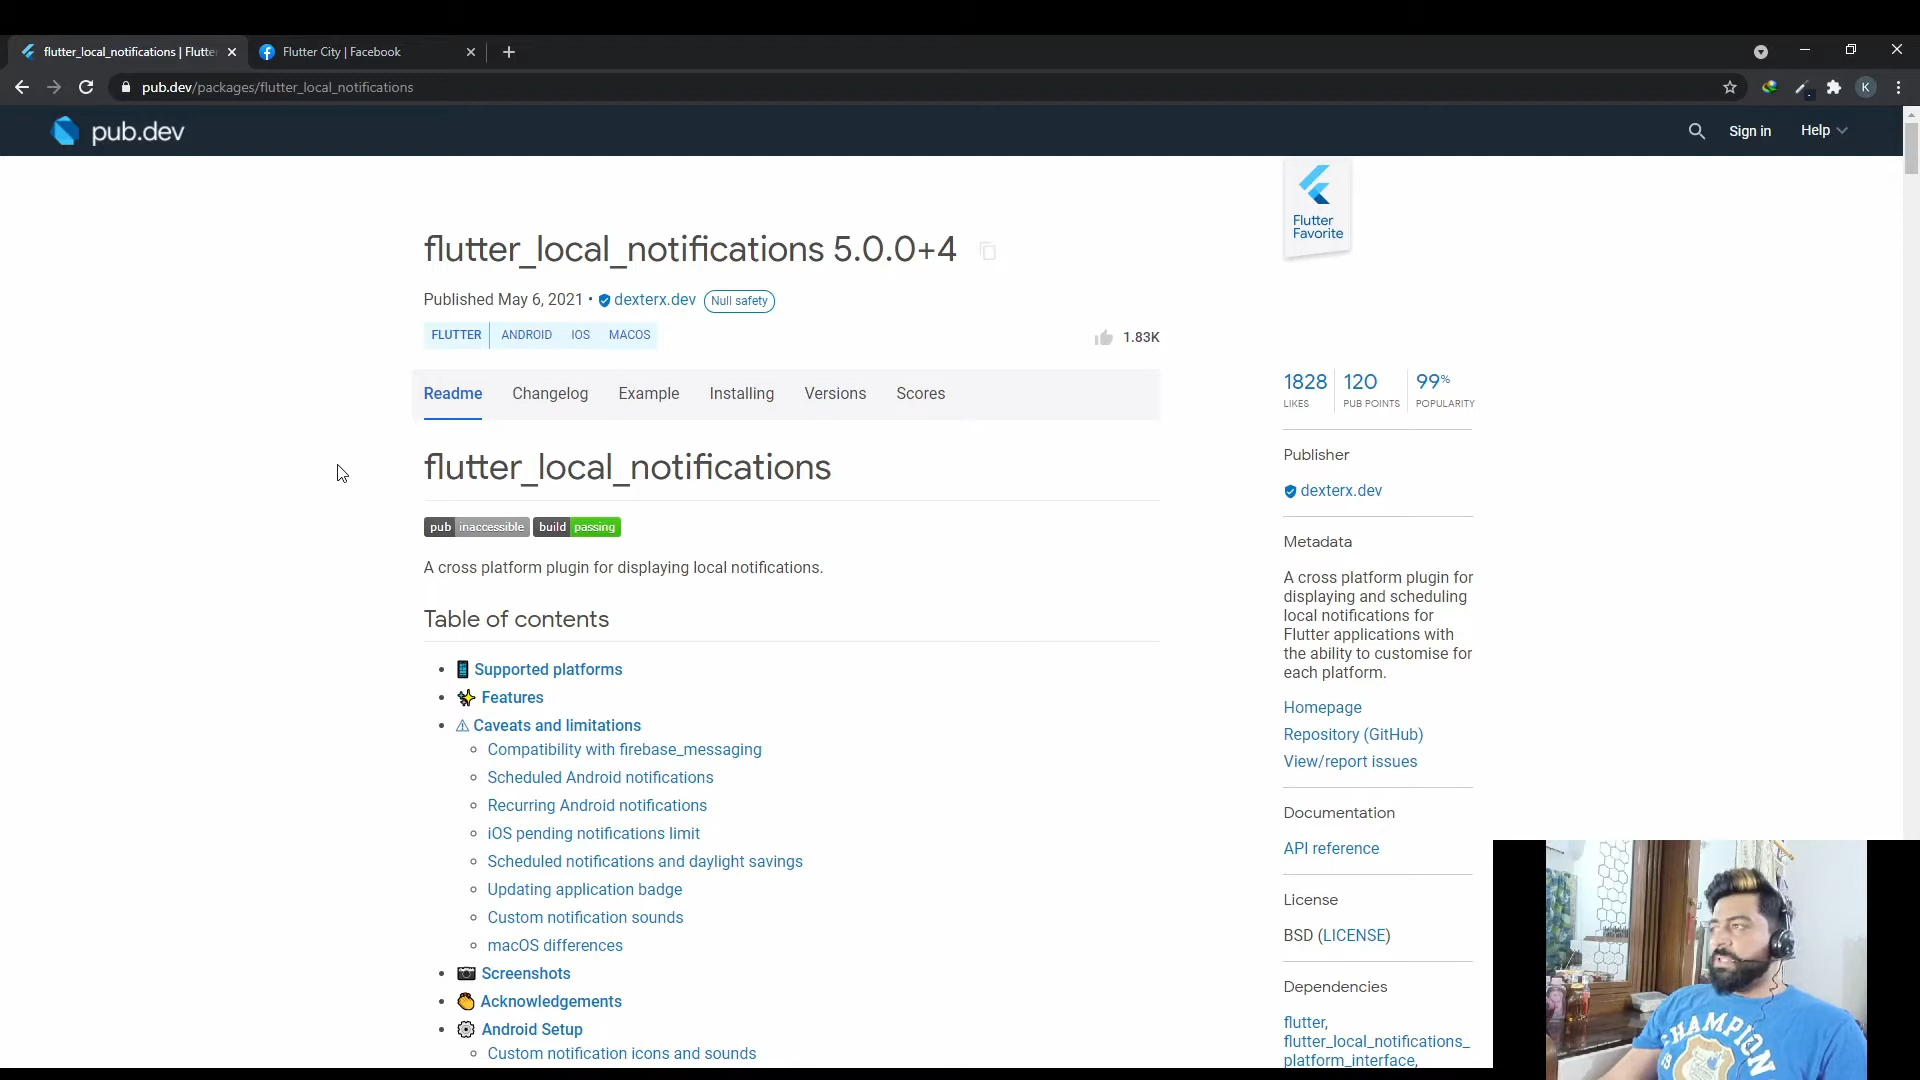 flutter_local_notifications | Flutte
Flutter City | Facebook
pub.dev/packages/flutter_local_notifications
K
pub.dev
Sign in
Help
Flutter
Favorite
flutter_local_notifications 5.0.0+4
Published May 6, 2021 • dexterx.dev Null safety
FLUTTER ANDROID IOS MACOS
1.83K
Readme Changelog Example Installing Versions Scores
flutter_local_notifications
pub inaccessible build passing
A cross platform plugin for displaying local notifications.
Table of contents
• Supported platforms
• Features
• Caveats and limitations
Compatibility with firebase_messaging
Scheduled Android notifications
Recurring Android notifications
iOS pending notifications limit
Scheduled notifications and daylight savings
Updating application badge
Custom notification sounds
macOS differences
• Screenshots
• Acknowledgements
• Android Setup
Custom notification icons and sounds
1828 120 99%
LIKES PUB POINTS POPULARITY
Publisher
dexterx.dev
Metadata
A cross platform plugin for
displaying and scheduling
local notifications for
Flutter applications with
the ability to customise for
each platform.
Homepage
Repository (GitHub)
View/report issues
Documentation
API reference
License
BSD (LICENSE)
Dependencies
flutter,
flutter_local_notifications_
platform_interface,
CHAMPION